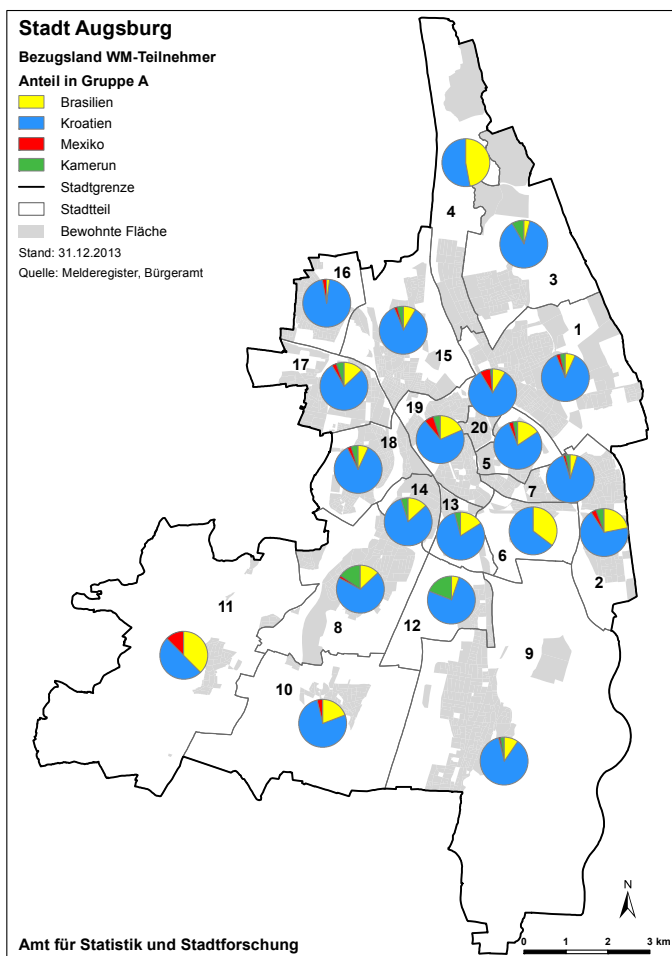 Stadt Augsburg
Bezugsland WM-Teilnehmer
Anteil in Gruppe A
Brasilien
Kroatien
Mexiko
Kamerun
Stadtgrenze
Stadtteil
Bewohnte Fläche
Stand: 31.12.2013
Quelle: Melderegister, Bürgeramt
4
3
16
1
15
17
19
20
18
5
7
14
13
6
2
11
8
12
9
10
N
Amt für Statistik und Stadtforschung
0 1 2 3 km